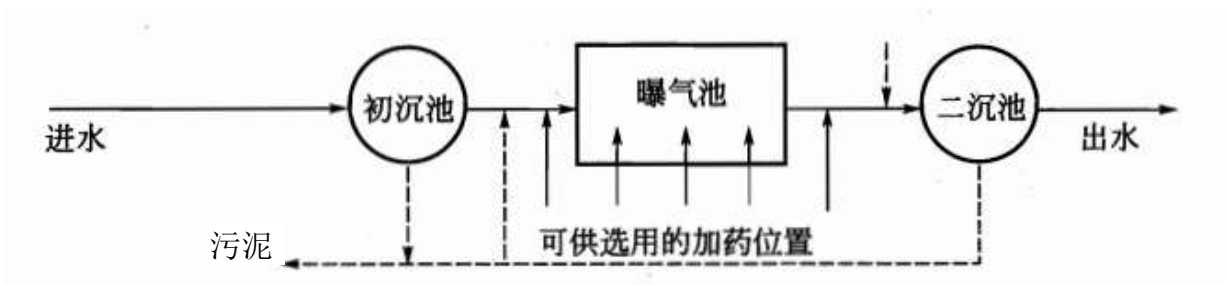 进水
初沉池
曝气池
二沉池
出水
可供选用的加药位置
污泥